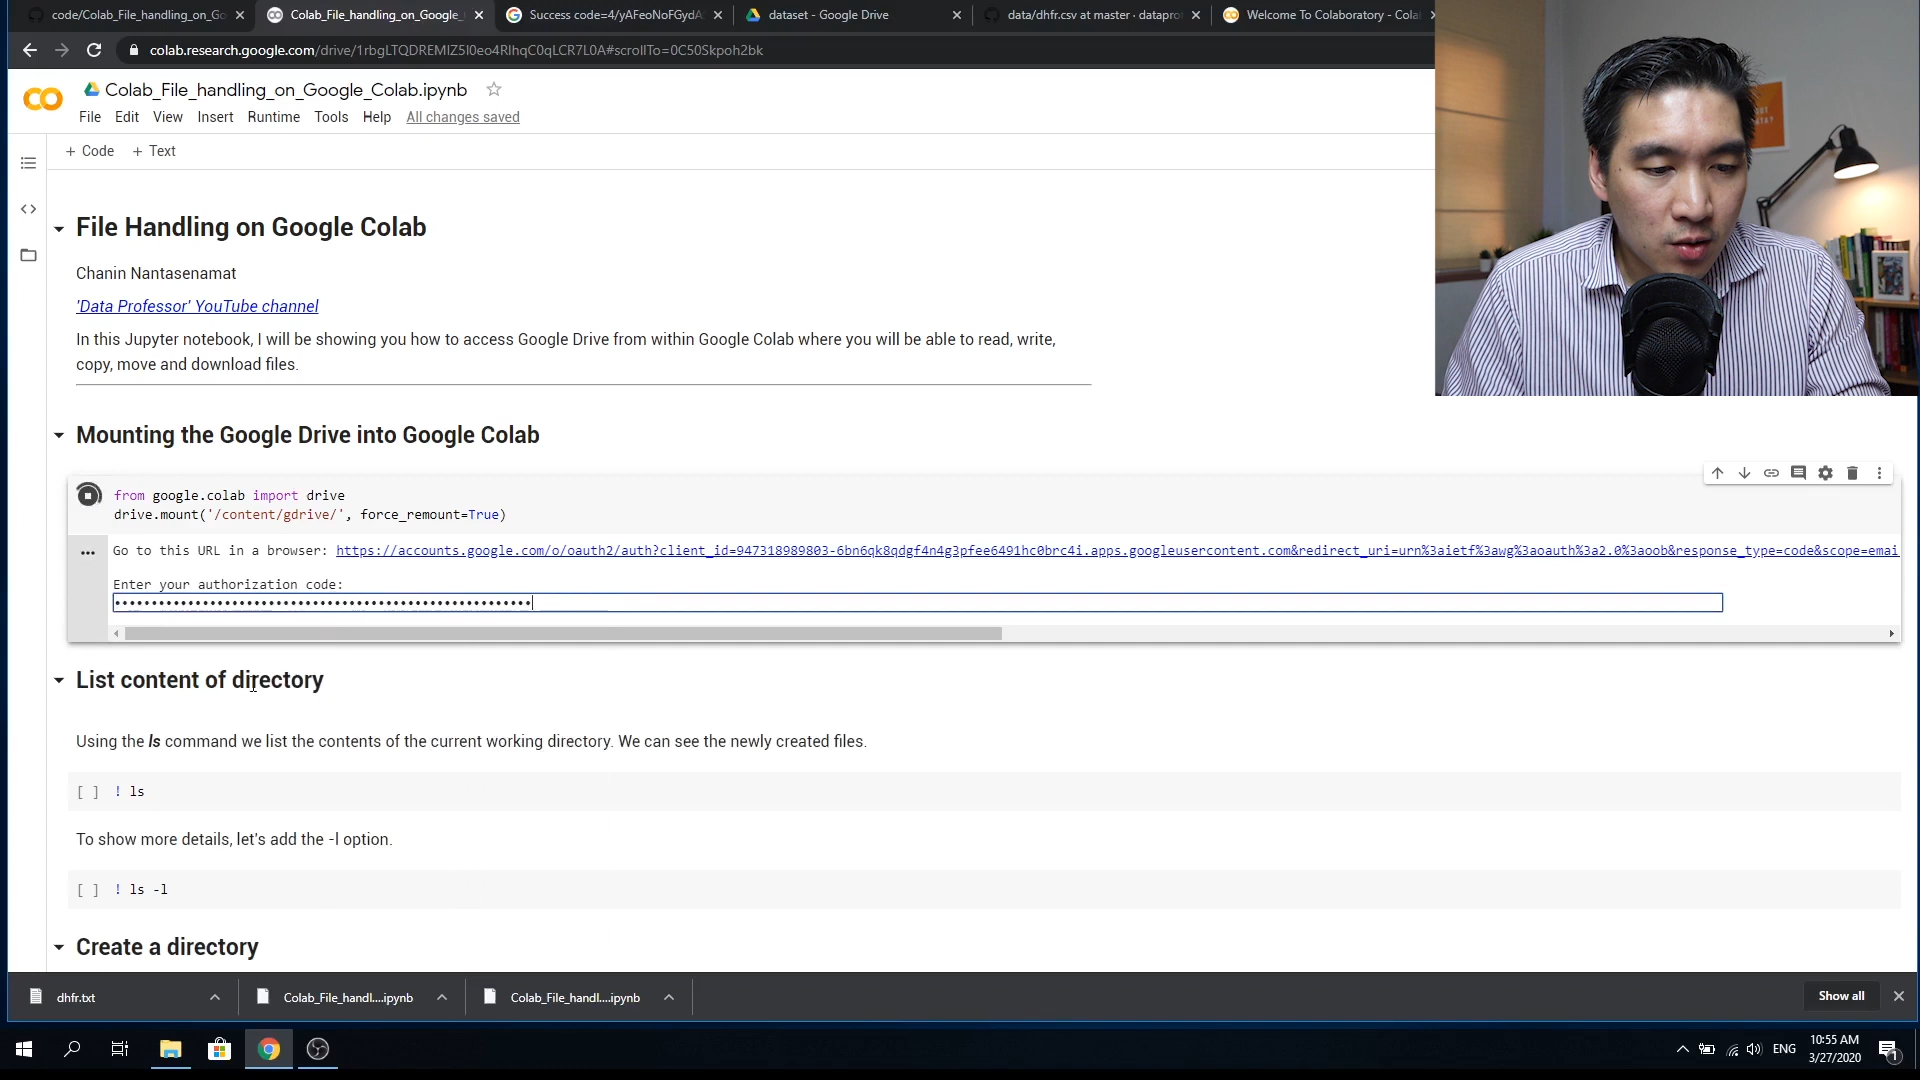 code/Colab_File_handling_on_Go
Colab_File_handling_on_Google_
Success code=4/yAFeoNoFGydA
dataset - Google Drive
data/dhfr.csv at master · dataprof
Welcome To Colaboratory - Cola
colab.research.google.com/drive/1rbgLTQDREMIZ5I0eo4RlhqC0qLCR7L0A#scrollTo=0C50Skpoh2bk
CO
Colab_File_handling_on_Google_Colab.ipynb
File Edit View Insert Runtime Tools Help All changes saved
+ Code + Text
File Handling on Google Colab
Chanin Nantasenamat
'Data Professor' YouTube channel
In this Jupyter notebook, I will be showing you how to access Google Drive from within Google Colab where you will be able to read, write,
copy, move and download files.
Mounting the Google Drive into Google Colab
from google.colab import drive
drive.mount('/content/gdrive/', force_remount=True)
Go to this URL in a browser: https://accounts.google.com/o/oauth2/auth?client_id=947318989803-6bn6qk8qdgf4n4g3pfee6491hc0brc4i.apps.googleusercontent.com&redirect_uri=urn%3aietf%3awg%3aoauth%3a2.0%3aoob&response_type=code&scope=emai
Enter your authorization code:
List content of directory
Using the ls command we list the contents of the current working directory. We can see the newly created files.
[ ] ! ls
To show more details, let's add the -l option.
[ ] ! ls -l
Create a directory
dhfr.txt
Colab_File_handl....ipynb
Colab_File_handl....ipynb
Show all
ENG
10:55 AM
3/27/2020
1